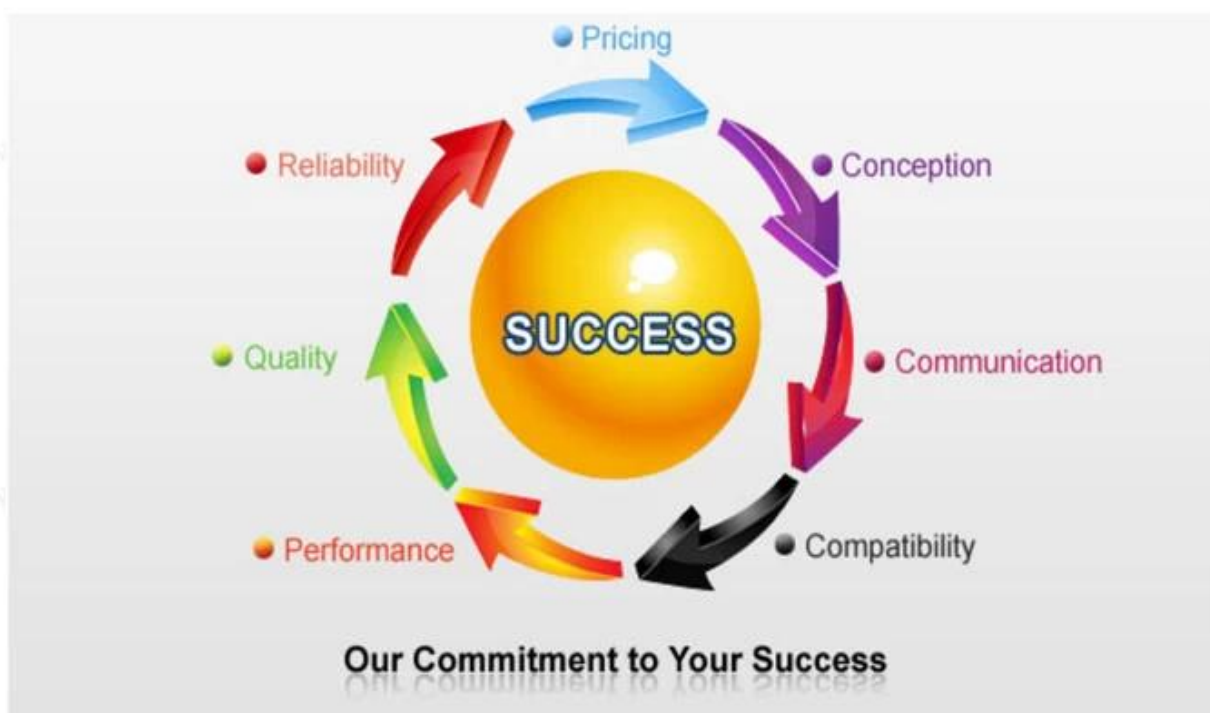 Pricing
Reliability
Conception
SUCCESS
Quality
Communication
Performance
Compatibility
Our Commitment to Your Success